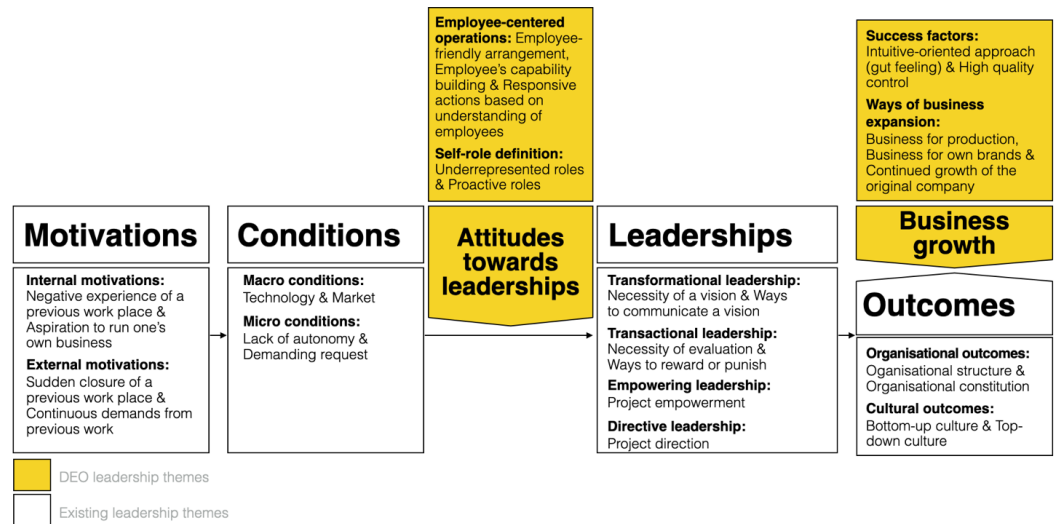 Employee-centered
operations: Employee-
friendly arrangement,
Employee's capability
building & Responsive
actions based on
understanding of
employees
Self-role definition:
Underrepresented roles
& Proactive roles
Success factors:
Intuitive-oriented approach
(gut feeling) & High quality
control
Ways of business
expansion:
Business for production,
Business for own brands &
Continued growth of the
original company
Motivations
Internal motivations:
Negative experience of a
previous work place &
Aspiration to run one's
own business
External motivations:
Sudden closure of a
previous work place &
Continuous demands from
previous work
Conditions
Macro conditions:
Technology & Market
Micro conditions:
Lack of autonomy &
Demanding request
Attitudes
towards
leaderships
Leaderships
Transformational leadership:
Necessity of a vision & Ways
to communicate a vision
Transactional leadership:
Necessity of evaluation &
Ways to reward or punish
Empowering leadership:
Project empowerment
Directive leadership:
Project direction
Business
growth
Outcomes
Organisational outcomes:
Oganisational structure &
Organisational constitution
Cultural outcomes:
Bottom-up culture & Top-
down culture
DEO leadership themes
Existing leadership themes